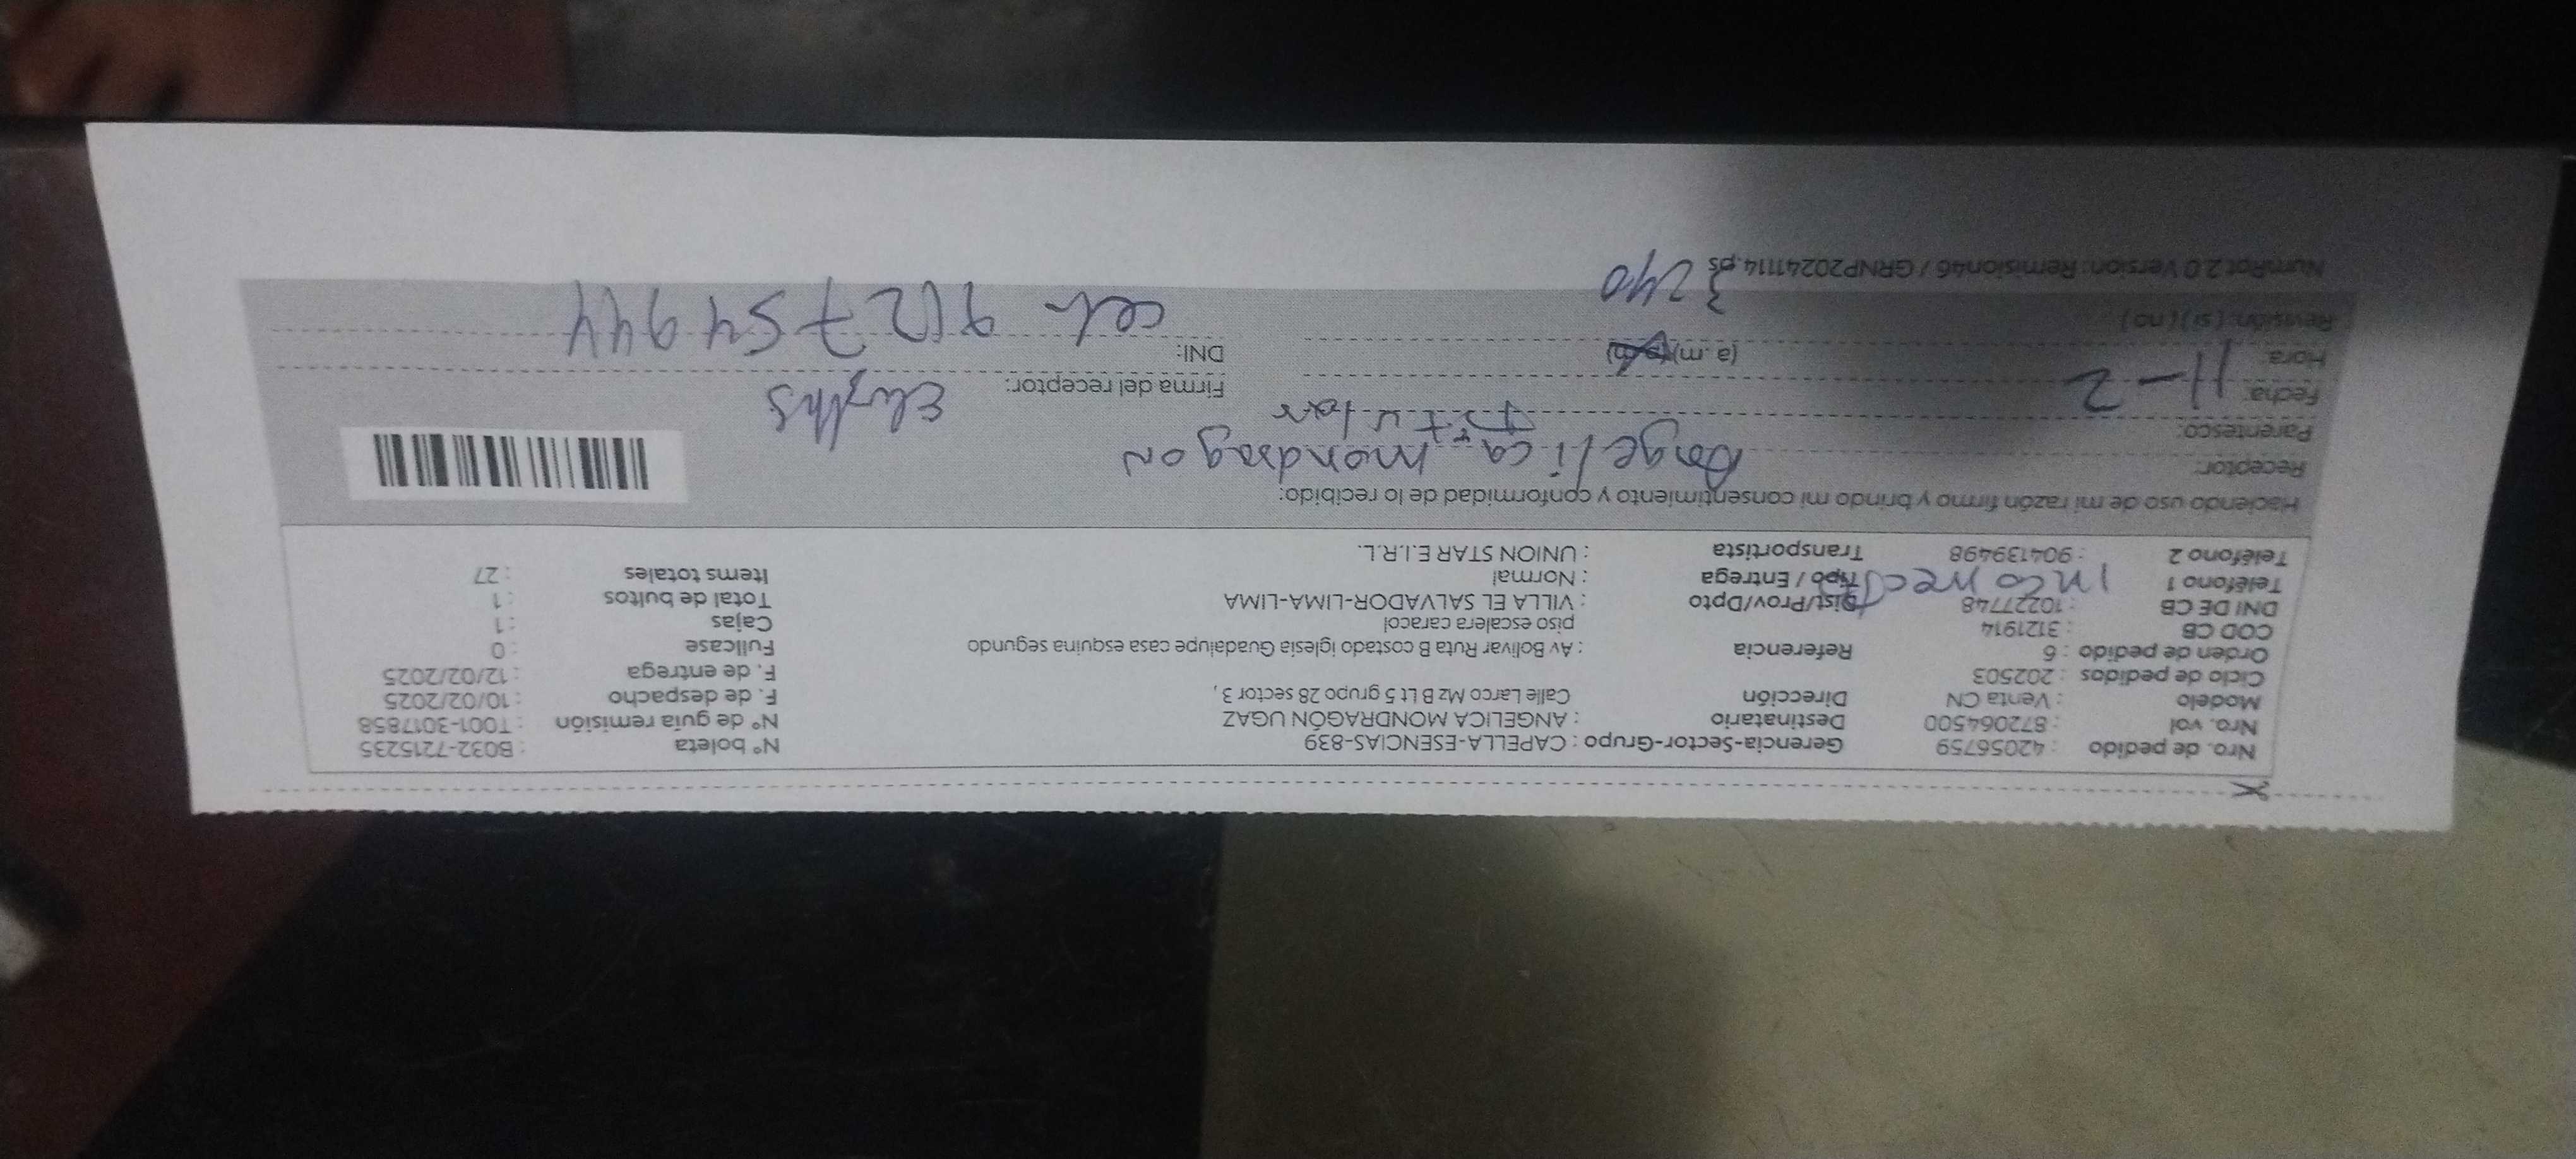 Nro. de pedido : 42056759 Gerencia-Sector-Grupo : CAPELLA-ESENCIAS-839 N° boleta : B032-7215235
Nro. vol : 872064500 Destinatario : ANGELICA MONDRAGÓN UGAZ N° de guía remisión : T001-3017858
Modelo : Venta CN Dirección Calle Larco Mz B Lt 5 grupo 28 sector 3, F. de despacho : 10/02/2025
Ciclo de pedidos : 202503 F. de entrega : 12/02/2025
Orden de pedido : 6 Referencia : Av Bolivar Ruta B costado iglesia Guadalupe casa esquina segundo Fullcase : 0
COD CB : 3121914 piso escalera caracol Cajas : 1
DNI DE CB : 10227748 Dist/Prov/Dpto : VILLA EL SALVADOR-LIMA-LIMA Total de bultos : 1
Teléfono 1 incorrect Tipo / Entrega : Normal Items totales : 27
Teléfono 2 : 904139498 Transportista : UNION STAR E.I.R.L.
Haciendo uso de mi razón firmo y brindo mi consentimiento y conformidad de lo recibido:
Receptor: Angelica mondragon
Parentesco: titular
Fecha: 11-2 Firma del receptor:
Hora: (a. m) (p. m) DNI:
Revisión: ( si ) ( no ) 3 240 cel 912754944
NumRpt 2.0 Version: Remision46 / GRNP20241114.ps